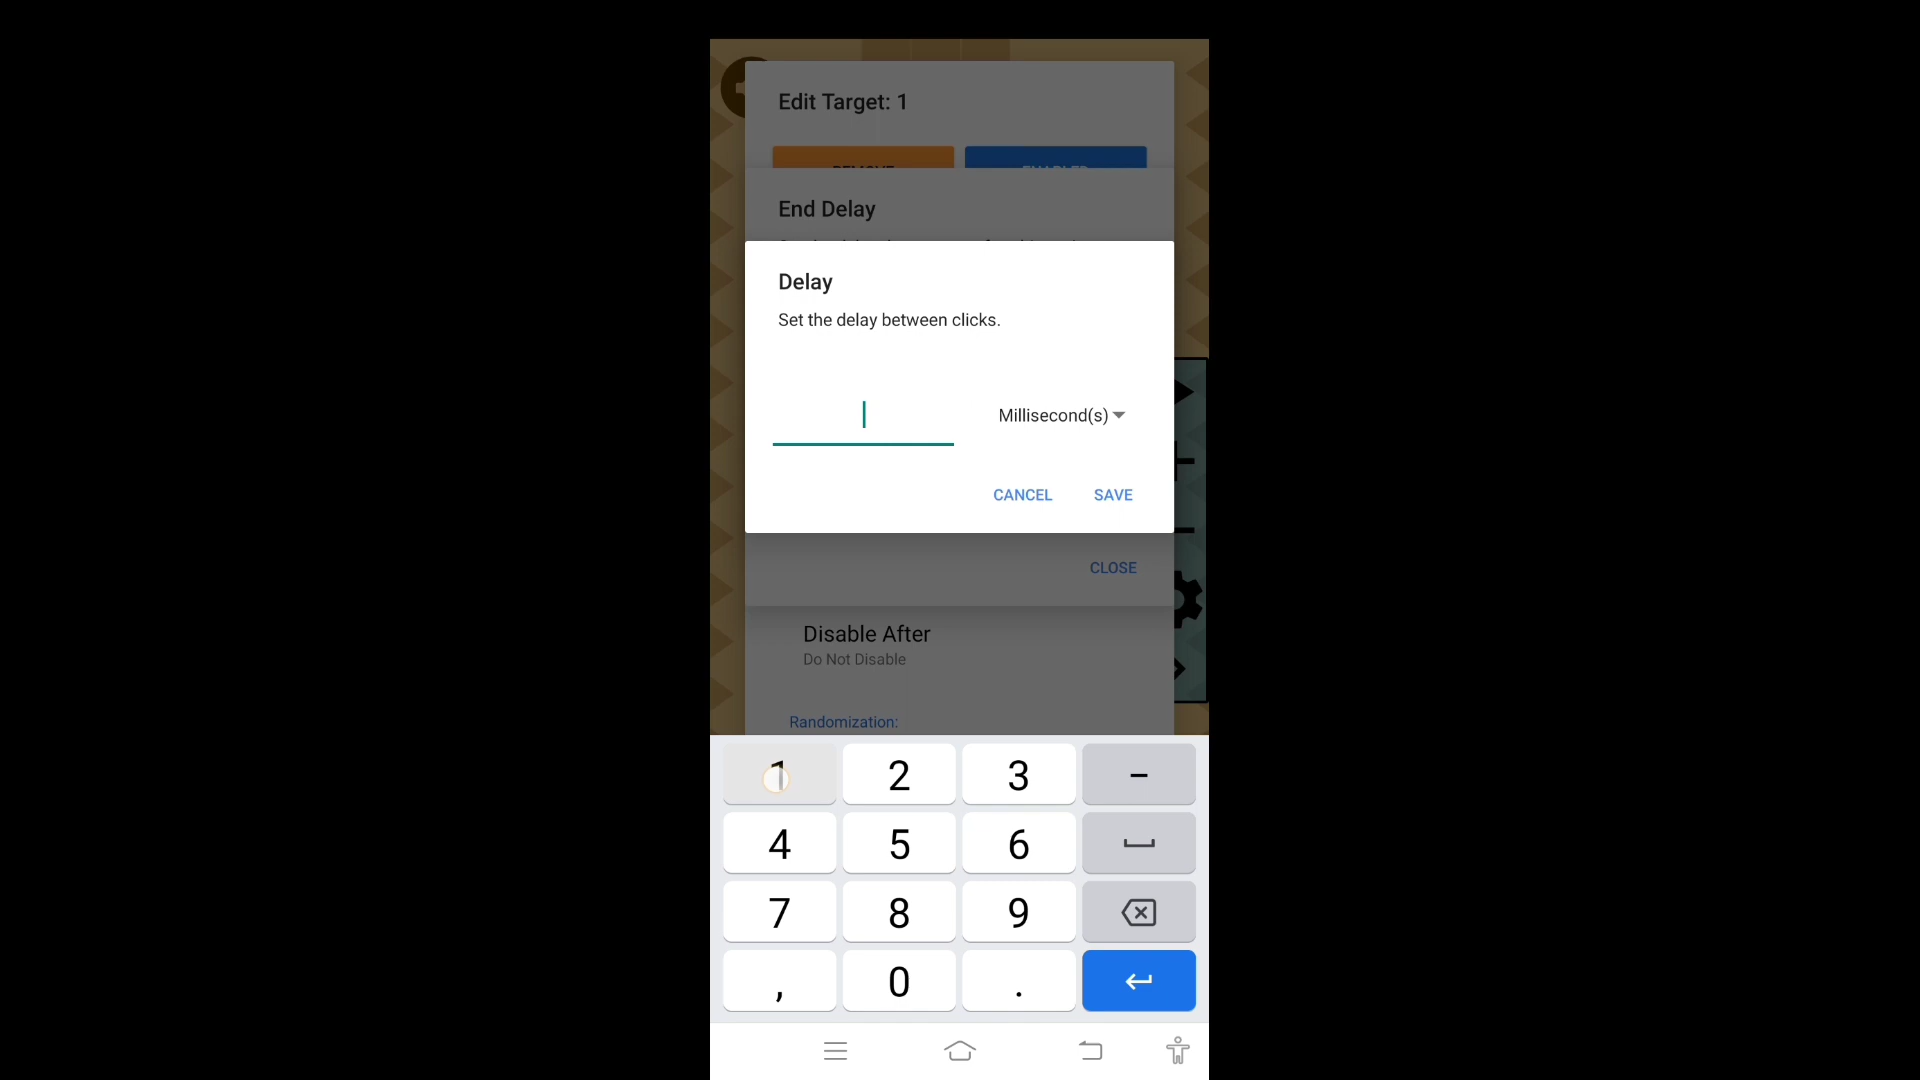 Edit Target: 1
End Delay
Delay
Set the delay between clicks.
Millisecond(s)
CANCEL SAVE
CLOSE
Disable After
Do Not Disable
Randomization:
1 2 3 -
4 5 6
7 8 9
, 0 .